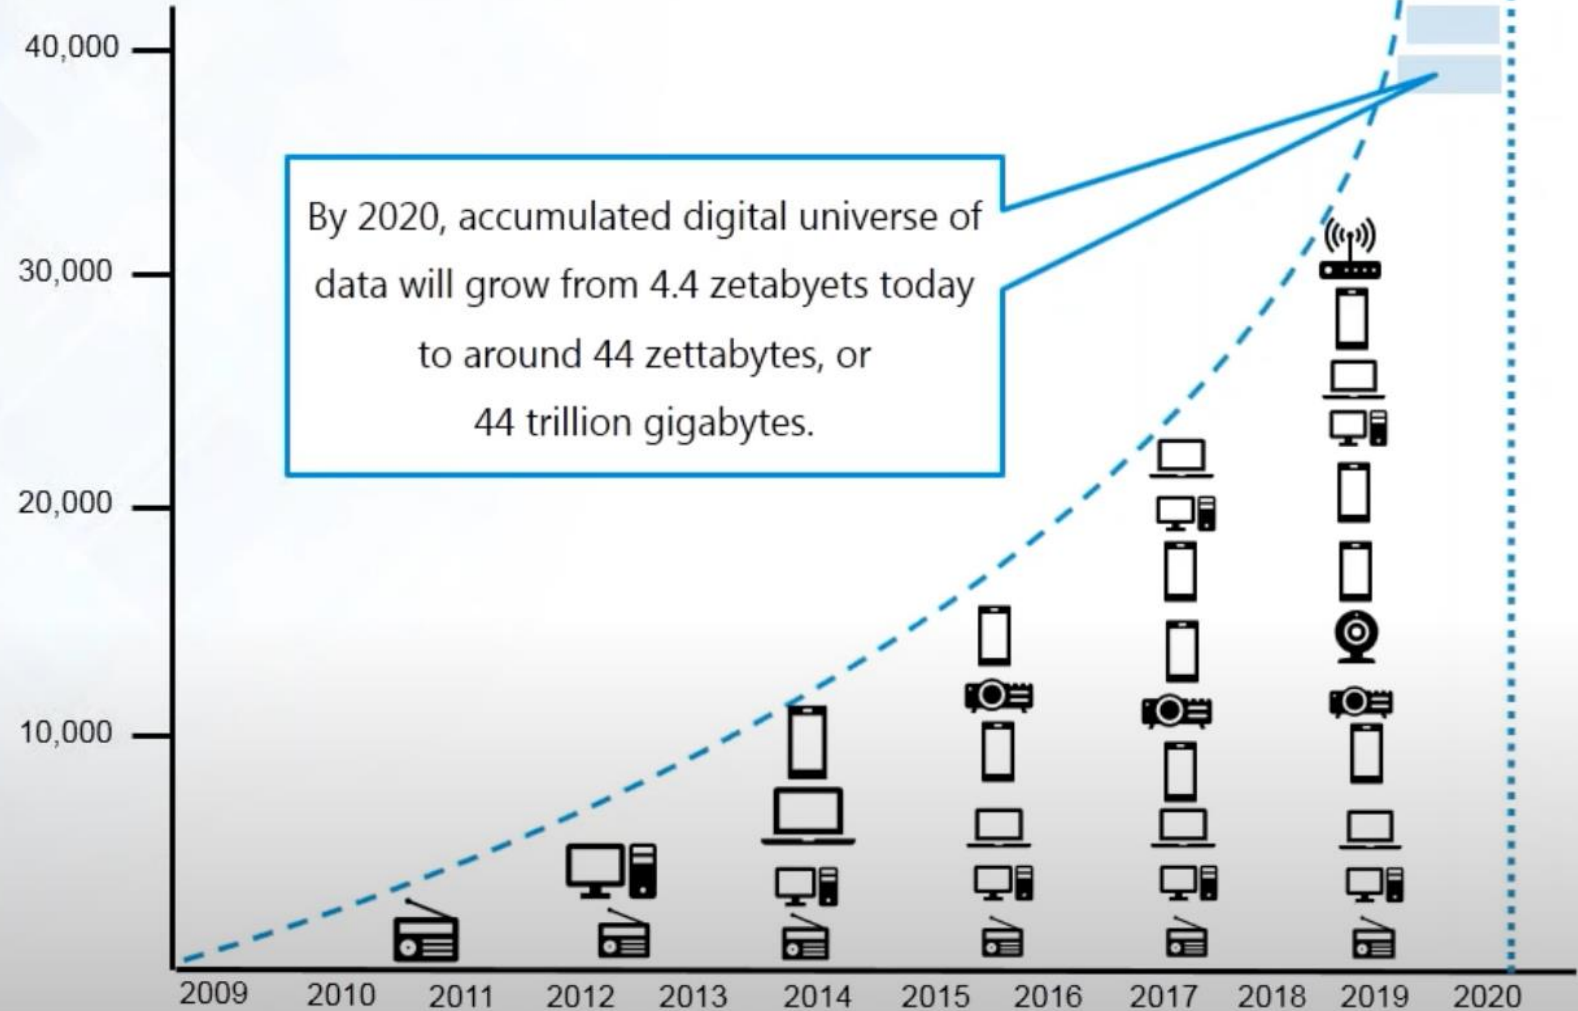 40,000
30,000
20,000
10,000
By 2020, accumulated digital universe of
data will grow from 4.4 zetabyets today
to around 44 zettabytes, or
44 trillion gigabytes.
2009 2010 2011 2012 2013 2014 2015 2016 2017 2018 2019 2020